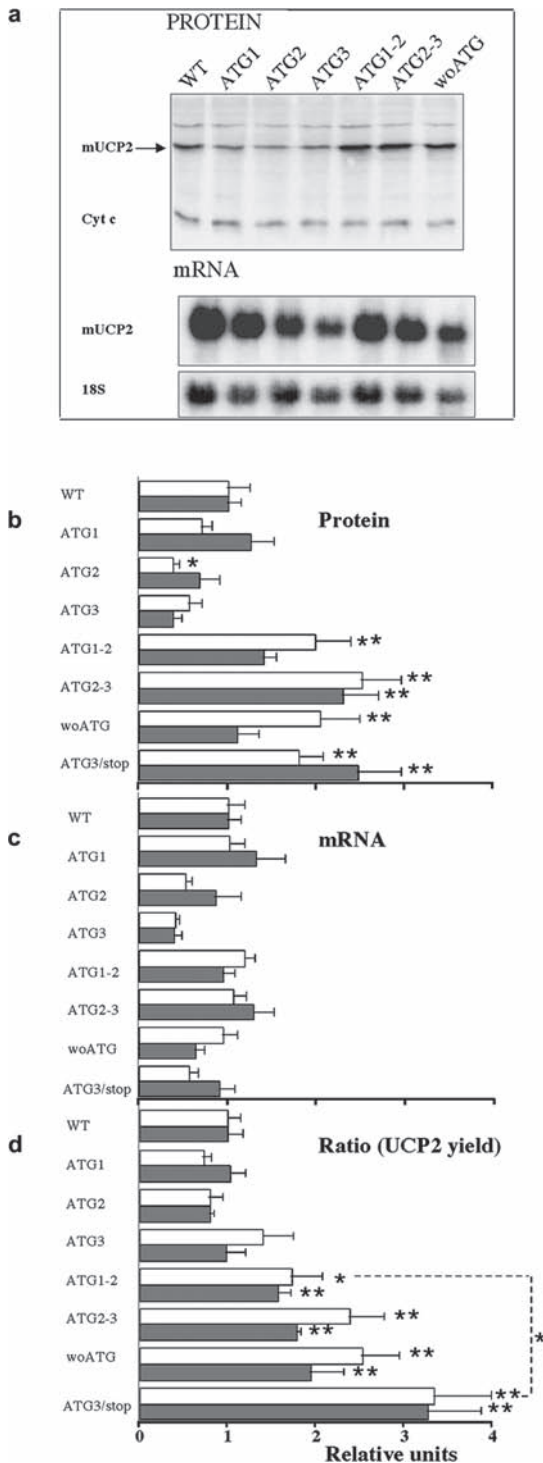 a
PROTEIN
WT ATG1 ATG2 ATG3 ATG1-2 ATG2-3 woATG
mUCP2
Cyt c
mRNA
mUCP2
18S
WT
b Protein
ATG1
ATG2 *
ATG3
ATG1-2 **
ATG2-3 **
**
woATG **
ATG3/stop **
**
WT
c mRNA
ATG1
ATG2
ATG3
ATG1-2
ATG2-3
woATG
ATG3/stop
WT
d Ratio (UCP2 yield)
ATG1
ATG2
ATG3
ATG1-2 *
**
ATG2-3 **
**
*
woATG **
**
ATG3/stop **
**
0 1 2 3 4
Relative units